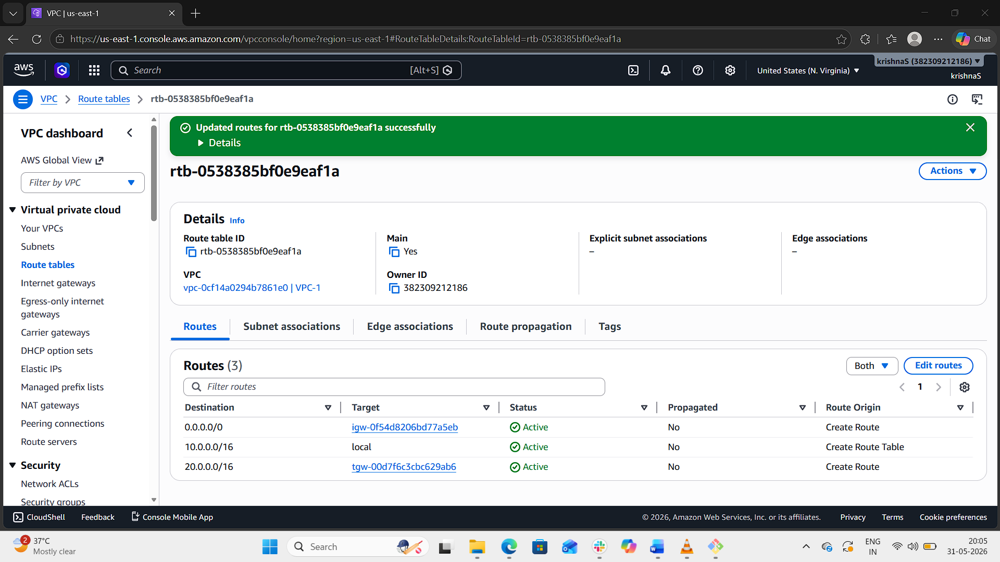 VPC | us-east-1
https://us-east-1.console.aws.amazon.com/vpcconsole/home?region=us-east-1#RouteTableDetails:RouteTableId=rtb-0538385bf0e9eaf1a
Chat
aws
Search
[Alt+S]
United States (N. Virginia)
krishnaS (382309212186)
krishnaS
VPC
Route tables
rtb-0538385bf0e9eaf1a
VPC dashboard
AWS Global View
Filter by VPC
Virtual private cloud
Your VPCs
Subnets
Route tables
Internet gateways
Egress-only internet
gateways
Carrier gateways
DHCP option sets
Elastic IPs
Managed prefix lists
NAT gateways
Peering connections
Route servers
Security
Network ACLs
Security groups
Updated routes for rtb-0538385bf0e9eaf1a successfully
Details
rtb-0538385bf0e9eaf1a
Actions
Details Info
Route table ID
rtb-0538385bf0e9eaf1a
VPC
vpc-0cf14a0294b7861e0 | VPC-1
Main
Yes
Owner ID
382309212186
Explicit subnet associations
–
Edge associations
–
Routes Subnet associations Edge associations Route propagation Tags
Routes (3)
Both
Edit routes
Filter routes
1
Destination Target Status Propagated Route Origin
0.0.0.0/0 igw-0f54d8206bd77a5eb Active No Create Route
10.0.0.0/16 local Active No Create Route Table
20.0.0.0/16 tgw-00d7f6c3cbc629ab6 Active No Create Route
CloudShell Feedback Console Mobile App
© 2026, Amazon Web Services, Inc. or its affiliates. Privacy Terms Cookie preferences
2
37°C
Mostly clear
Search
ENG
IN
20:05
31-05-2026